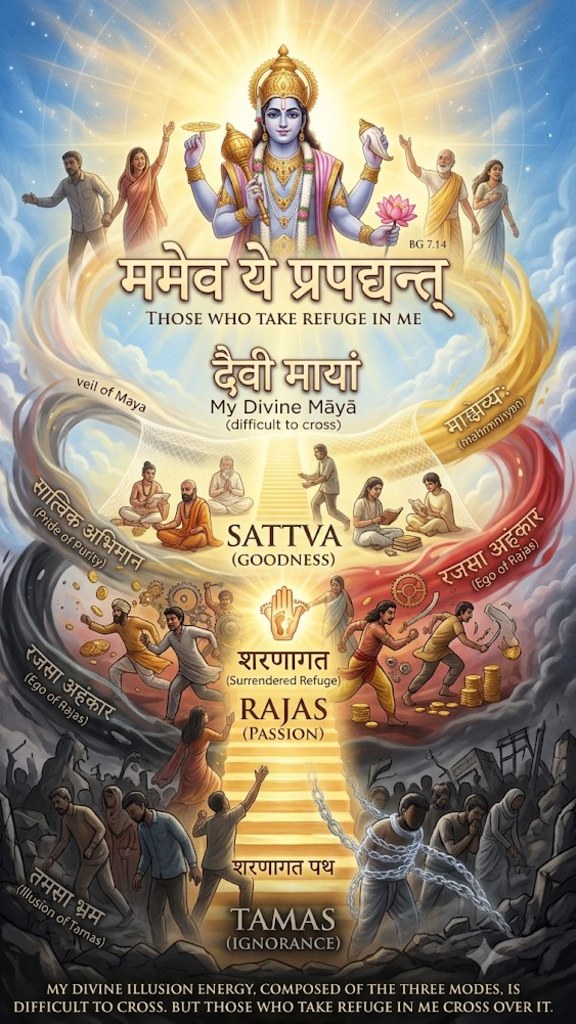 BG 7.14
ममेव ये प्रपद्यन्त्
THOSE WHO TAKE REFUGE IN ME
दैवी मायां
My Divine Māyā
(difficult to cross)
veil of Maya
सात्विक अभिमान
(Pride of Purity)
SATTVA
(GOODNESS)
रजसा अहंकार
(Ego of Rajas)
शरणागत
(Surrendered Refuge)
RAJAS
(PASSION)
रजसा अहंकार
(Ego of Rajas)
शरणागत पथ
तमसा भ्रम
(Illusion of Tamas)
TAMAS
(IGNORANCE)
MY DIVINE ILLUSION ENERGY, COMPOSED OF THE THREE MODES, IS
DIFFICULT TO CROSS. BUT THOSE WHO TAKE REFUGE IN ME CROSS OVER IT.